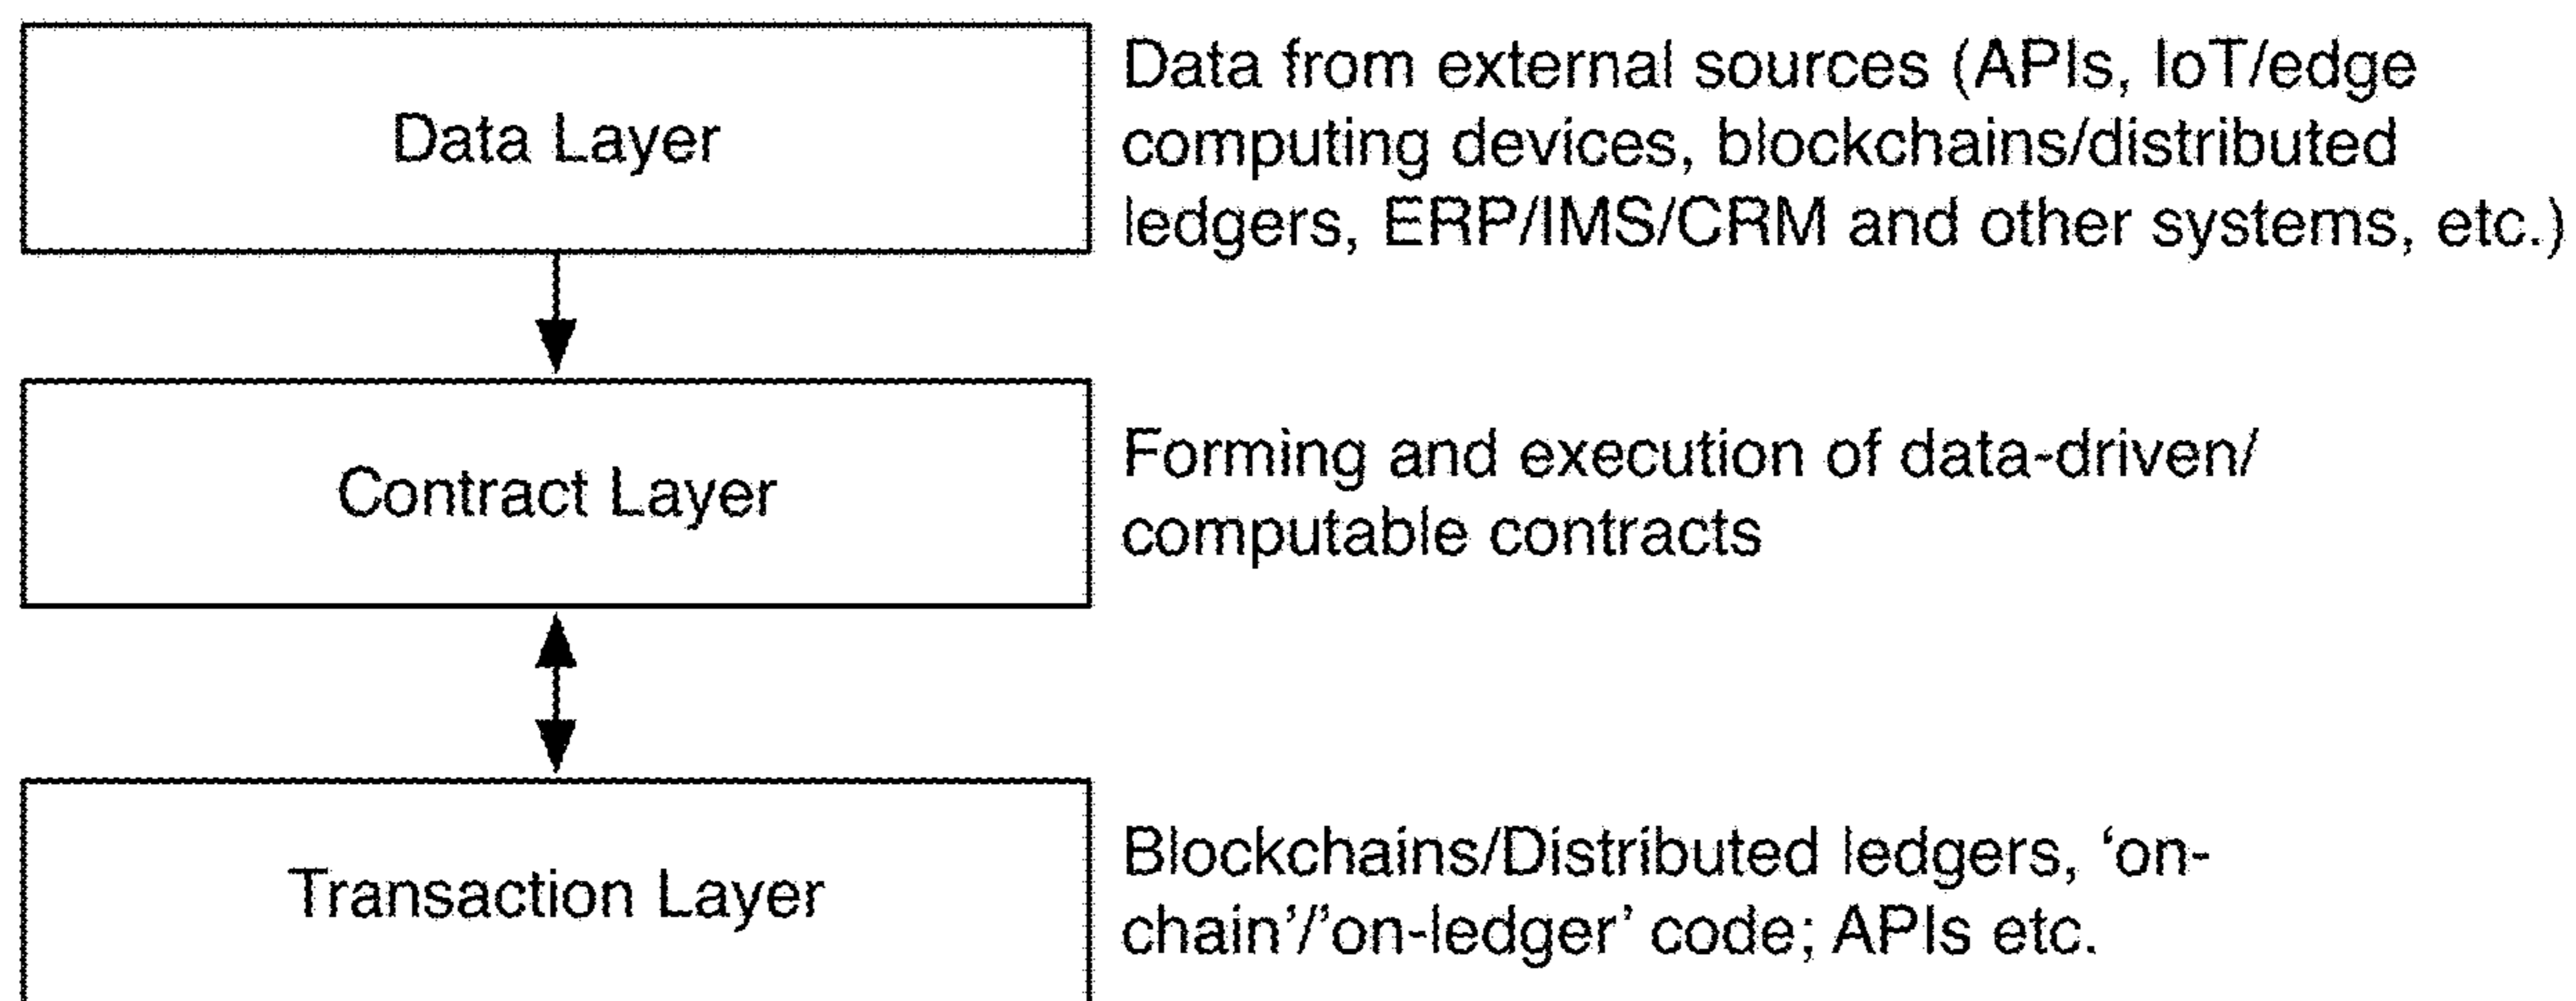 Data Layer
Data from external sources (APIs, IoT/edge
computing devices, blockchains/distributed
ledgers, ERP/IMS/CRM and other systems, etc.)
Contract Layer
Forming and execution of data-driven/
computable contracts
Transaction Layer
Blockchains/Distributed ledgers, ‘on-
chain’/’on-ledger’ code; APIs etc.